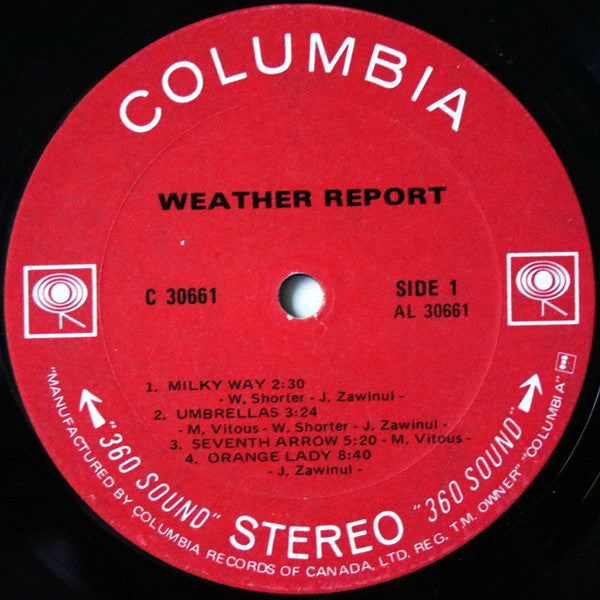 COLUMBIA
WEATHER REPORT
C 30661
SIDE 1
AL 30661
1. MILKY WAY 2:30
- W. Shorter - J. Zawinul -
2. UMBRELLAS 3:24
- M. Vitous - W. Shorter - J. Zawinul -
3. SEVENTH ARROW 5:20 - M. Vitous -
4. ORANGE LADY 8:40
- J. Zawinul -
"360 SOUND" STEREO "360 SOUND"
"MANUFACTURED BY COLUMBIA RECORDS OF CANADA, LTD. REG. T.M. OWNER" "COLUMBIA"